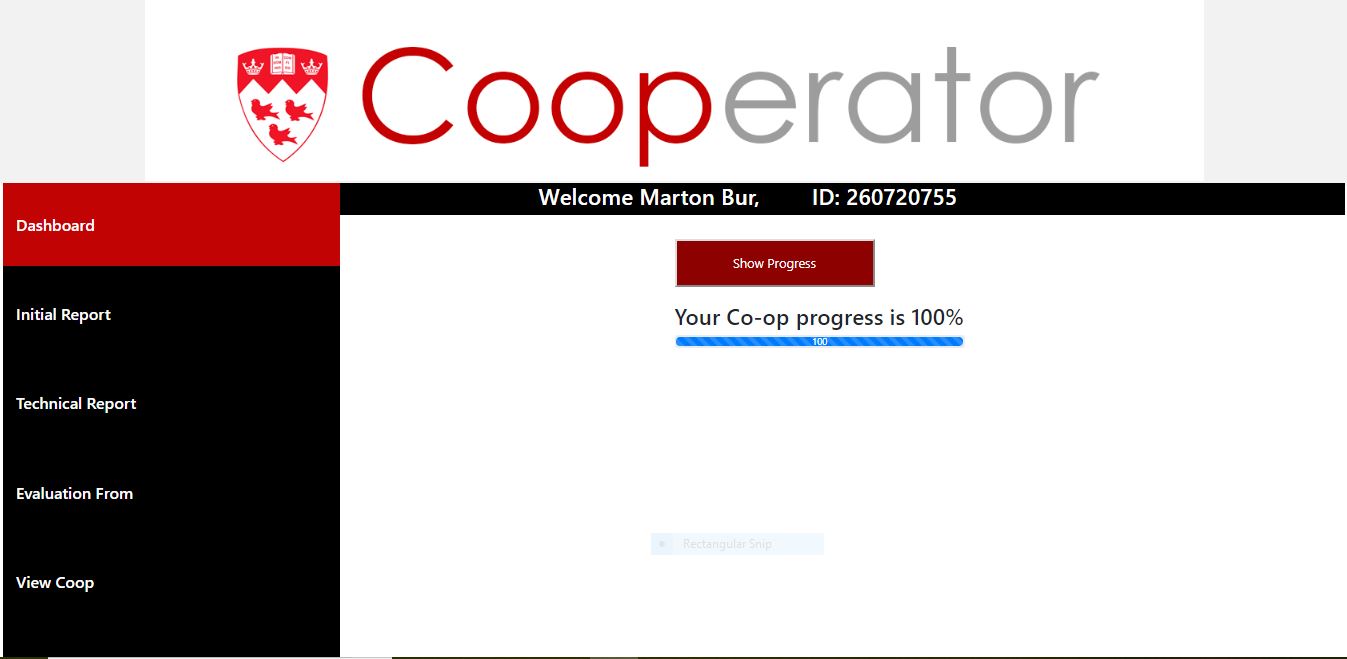 Cooperator
Welcome Marton Bur, ID: 260720755
Dashboard
Initial Report
Technical Report
Evaluation From
View Coop
Show Progress
Your Co-op progress is 100%
100
Rectangular Snip